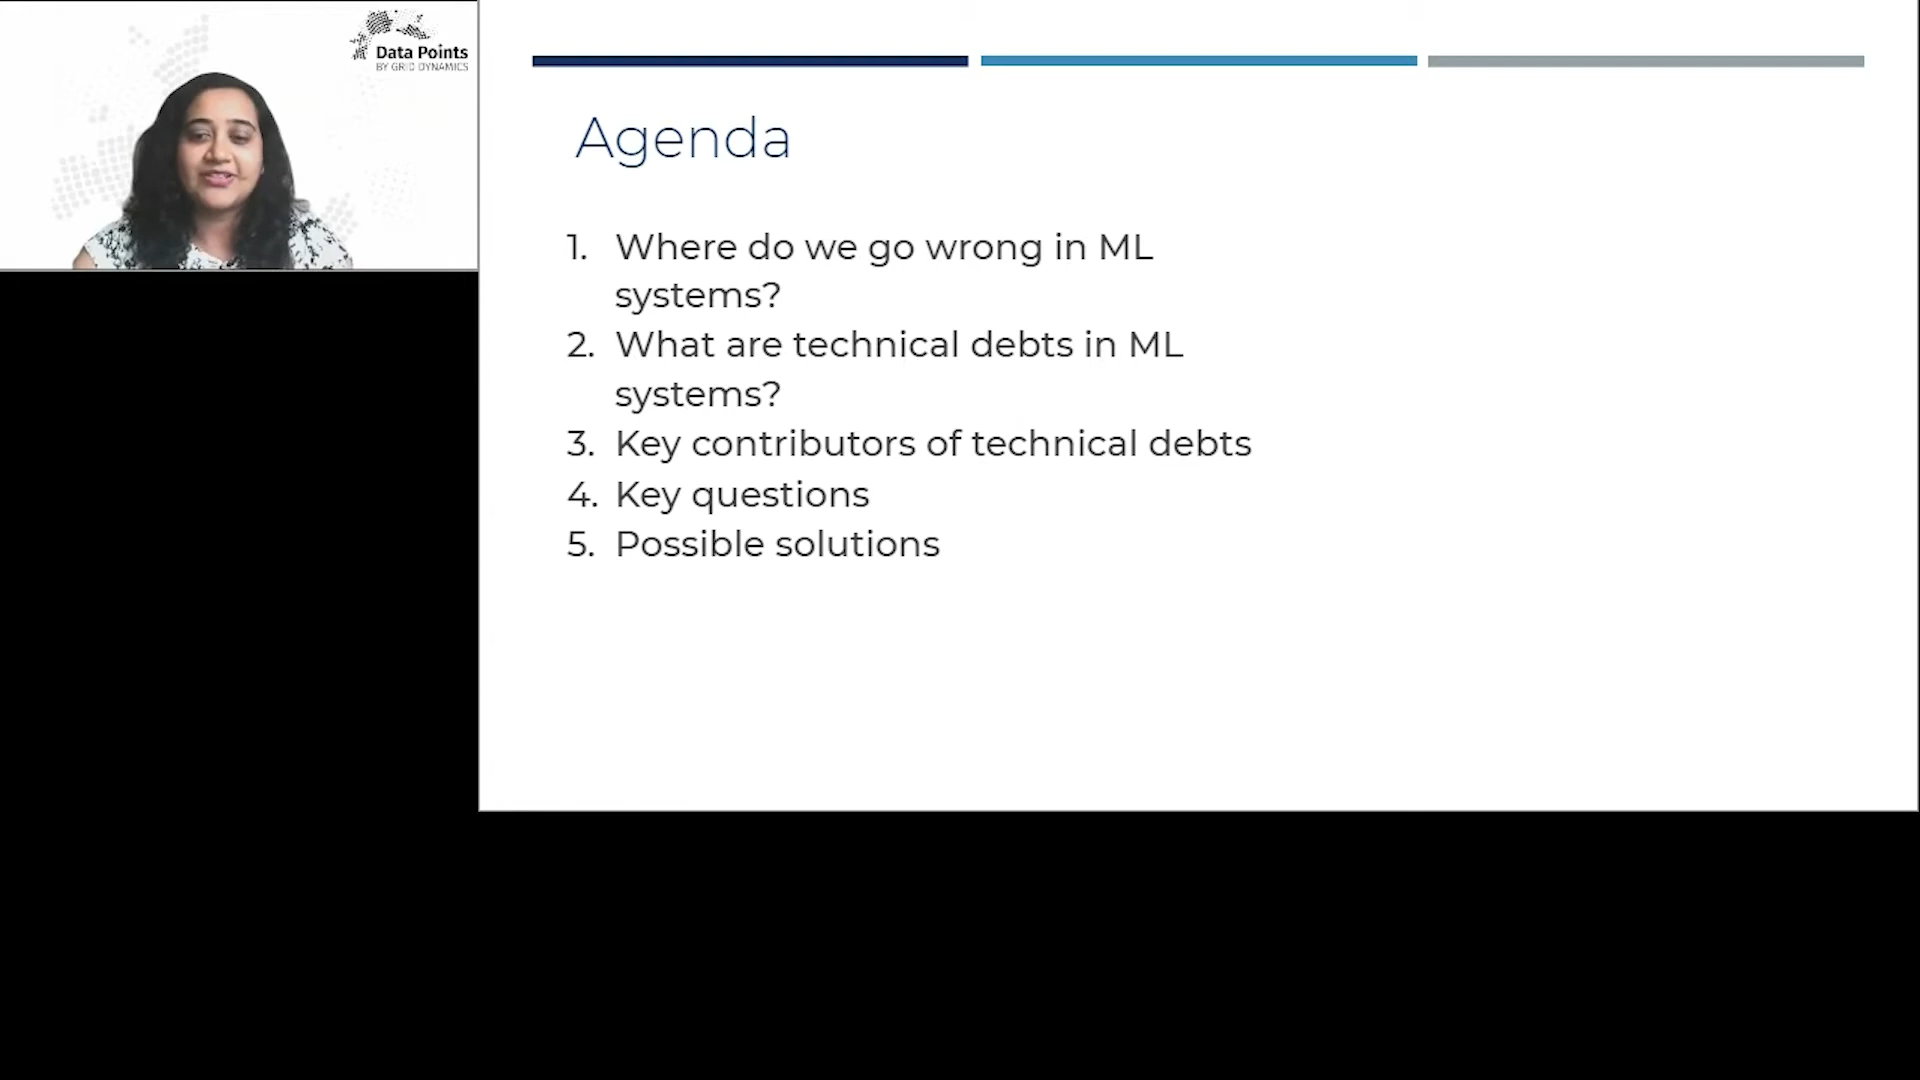 Data Points
BY GRID DYNAMICS
Agenda
1. Where do we go wrong in ML
systems?
2. What are technical debts in ML
systems?
3. Key contributors of technical debts
4. Key questions
5. Possible solutions